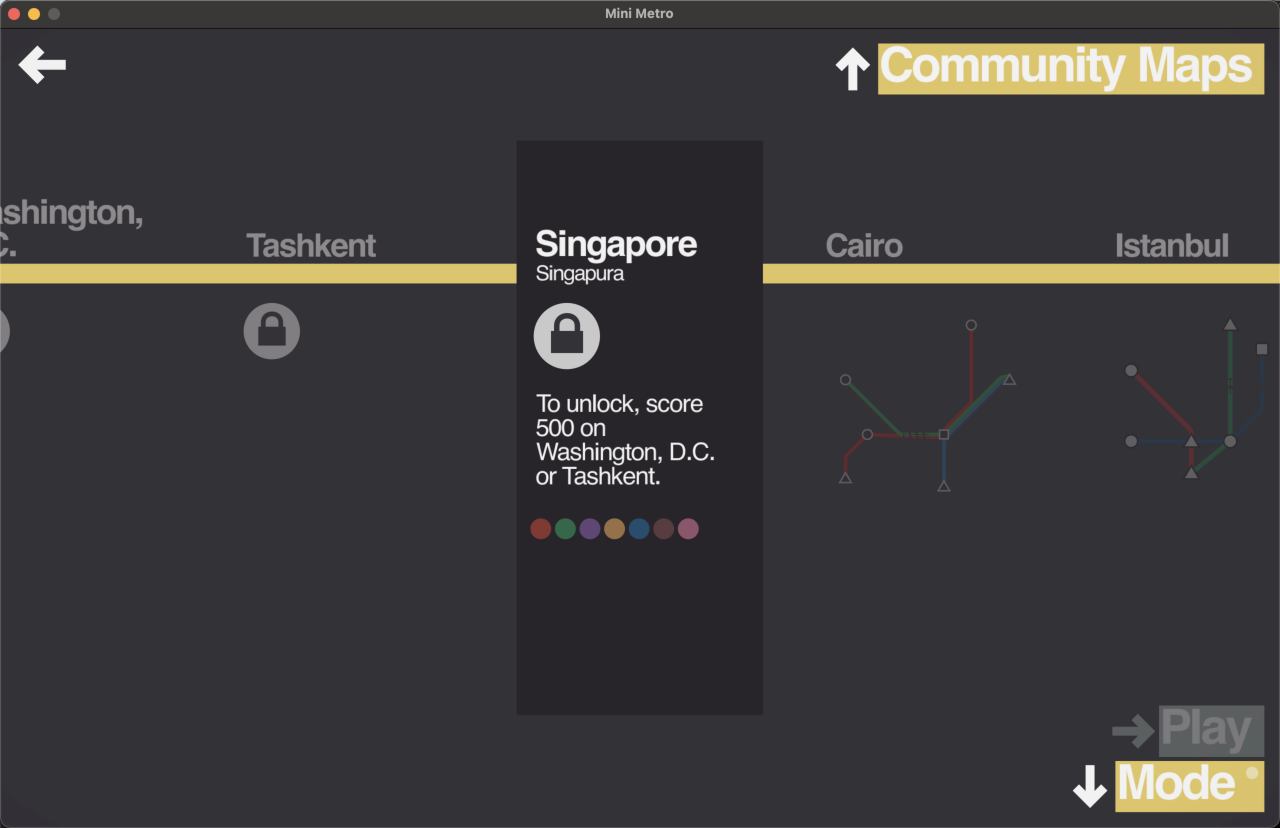 Mini Metro
Community Maps
Tashkent
Singapore
Singapura
Cairo
Istanbul
To unlock, score
500 on
Washington, D.C.
or Tashkent.
Play
Mode